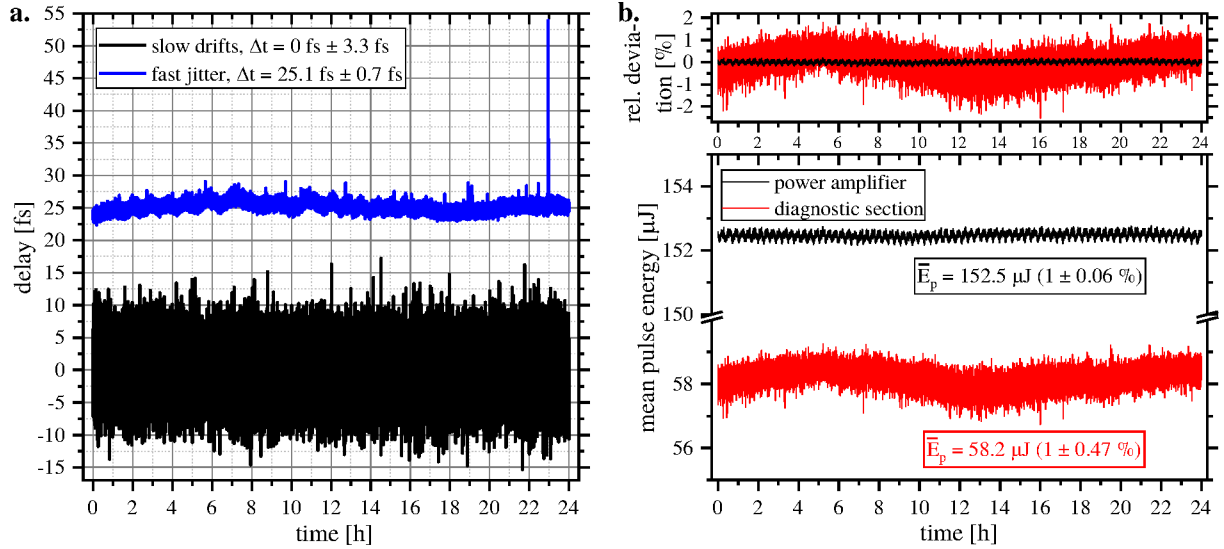 a.
55
50
45
40
35
30
25
20
15
10
5
0
-5
-10
-15
delay [fs]
slow drifts, Δt = 0 fs ± 3.3 fs
fast jitter, Δt = 25.1 fs ± 0.7 fs
0 2 4 6 8 10 12 14 16 18 20 22 24
time [h]
b.
rel. devia-
tion [%]
2
1
0
-1
-2
0 2 4 6 8 10 12 14 16 18 20 22 24
mean pulse energy [μJ]
154
152
150
58
56
power amplifier
diagnostic section
E̅p = 152.5 μJ (1 ± 0.06 %)
E̅p = 58.2 μJ (1 ± 0.47 %)
0 2 4 6 8 10 12 14 16 18 20 22 24
time [h]